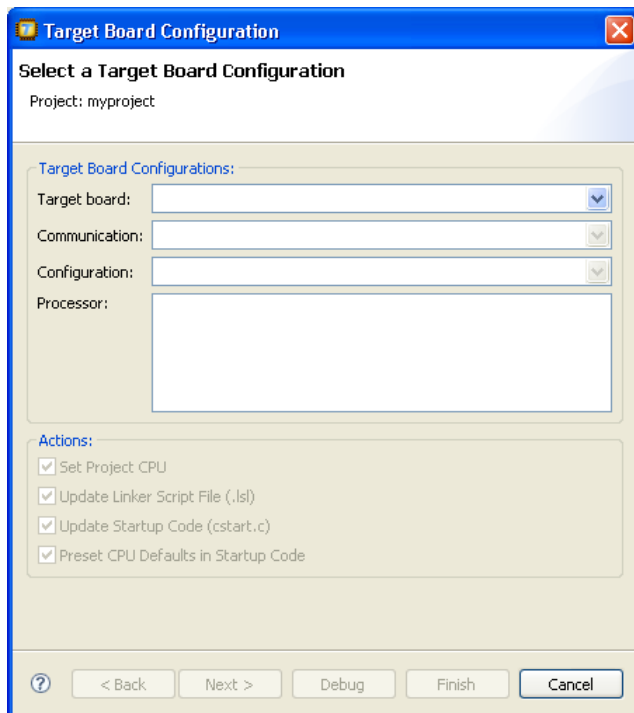 Target Board Configuration
Select a Target Board Configuration
Project: myproject
Target Board Configurations:
Target board:
Communication:
Configuration:
Processor:
Actions:
Set Project CPU
Update Linker Script File (.lsl)
Update Startup Code (cstart.c)
Preset CPU Defaults in Startup Code
? < Back Next > Debug Finish Cancel